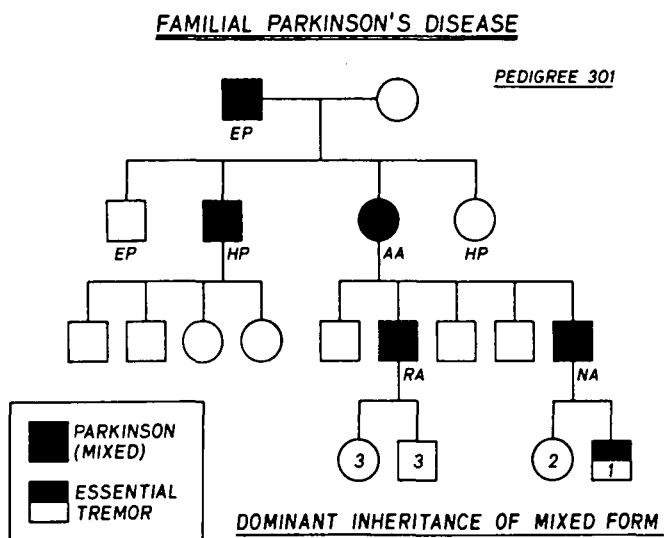 FAMILIAL PARKINSON'S DISEASE
PEDIGREE 301
EP
EP
HP
AA
HP
RA
NA
3
3
2
1
PARKINSON
(MIXED)
ESSENTIAL
TREMOR
DOMINANT INHERITANCE OF MIXED FORM